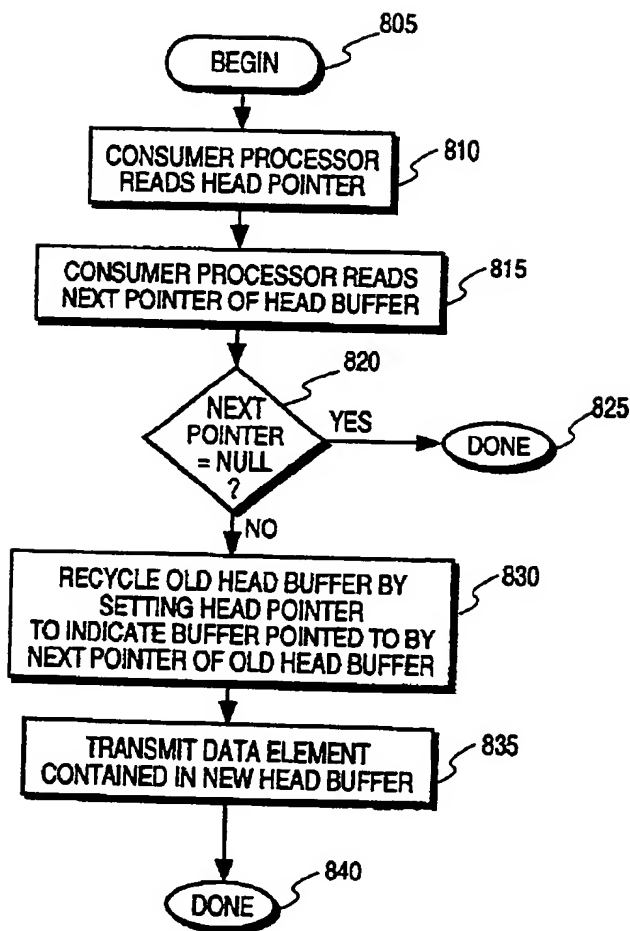 805
BEGIN
810
CONSUMER PROCESSOR
READS HEAD POINTER
815
CONSUMER PROCESSOR READS
NEXT POINTER OF HEAD BUFFER
820
NEXT
POINTER
= NULL
?
YES
825
DONE
NO
830
RECYCLE OLD HEAD BUFFER BY
SETTING HEAD POINTER
TO INDICATE BUFFER POINTED TO BY
NEXT POINTER OF OLD HEAD BUFFER
835
TRANSMIT DATA ELEMENT
CONTAINED IN NEW HEAD BUFFER
840
DONE